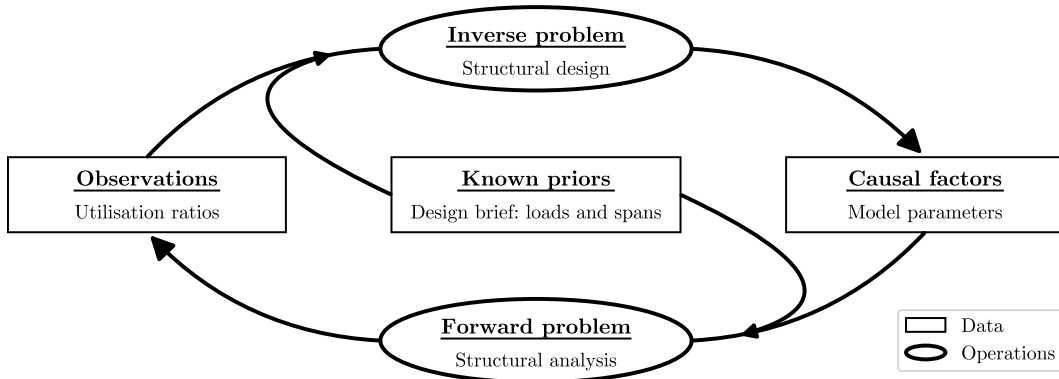 Inverse problem
Structural design
Observations
Utilisation ratios
Known priors
Design brief: loads and spans
Causal factors
Model parameters
Forward problem
Structural analysis
Data
Operations